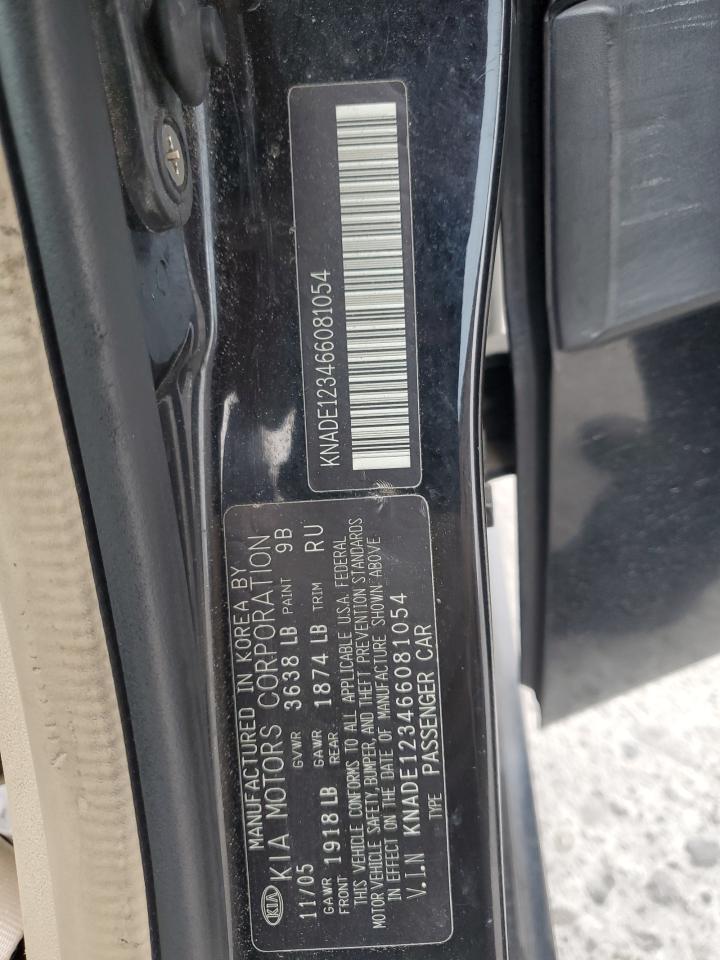 MANUFACTURED IN KOREA BY
KIA KIA MOTORS CORPORATION
11/05 GVWR 3638 LB PAINT 9B
GAWR FRONT 1918 LB GAWR REAR 1874 LB TRIM RU
THIS VEHICLE CONFORMS TO ALL APPLICABLE U.S.A. FEDERAL
MOTOR VEHICLE SAFETY, BUMPER, AND THEFT PREVENTION STANDARDS
IN EFFECT ON THE DATE OF MANUFACTURE SHOWN ABOVE.
V.I.N KNADE123466081054
TYPE PASSENGER CAR
KNADE123466081054